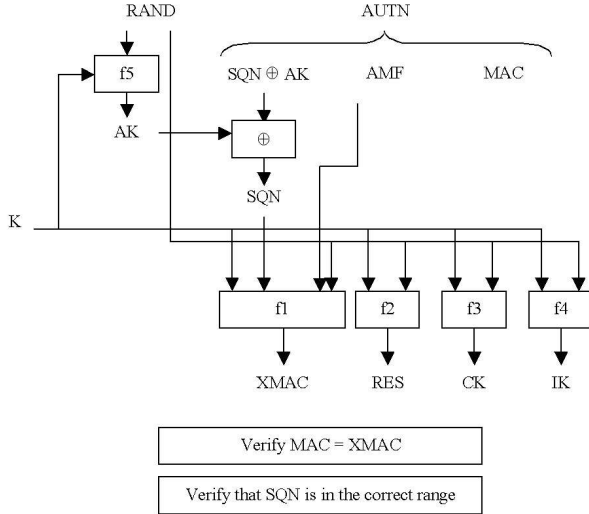 RAND AUTN
f5 SQN ⊕ AK AMF MAC
AK ⊕
SQN
K
f1 f2 f3 f4
XMAC RES CK IK
Verify MAC = XMAC
Verify that SQN is in the correct range